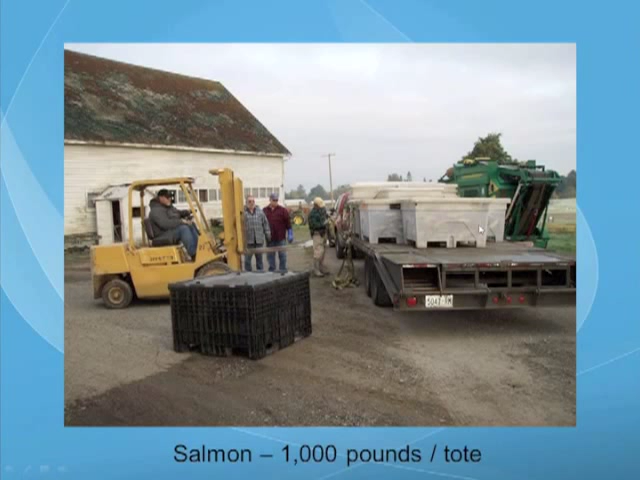 Salmon – 1,000 pounds / tote